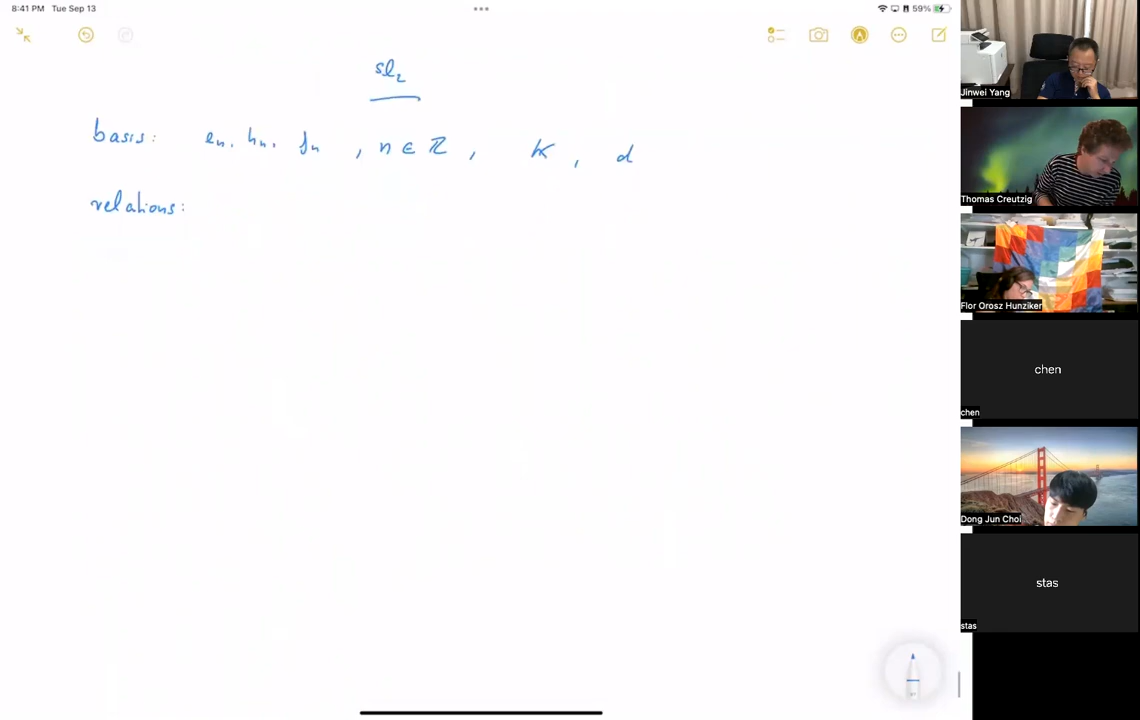 8:41 PM Tue Sep 13
59%
sl₂
basis: eₙ, hₙ, fₙ, n ∈ ℤ, K, d
relations:
Jinwei Yang
Thomas Creutzig
Flor Orosz Hunziker
chen
chen
Dong Jun Choi
stas
stas